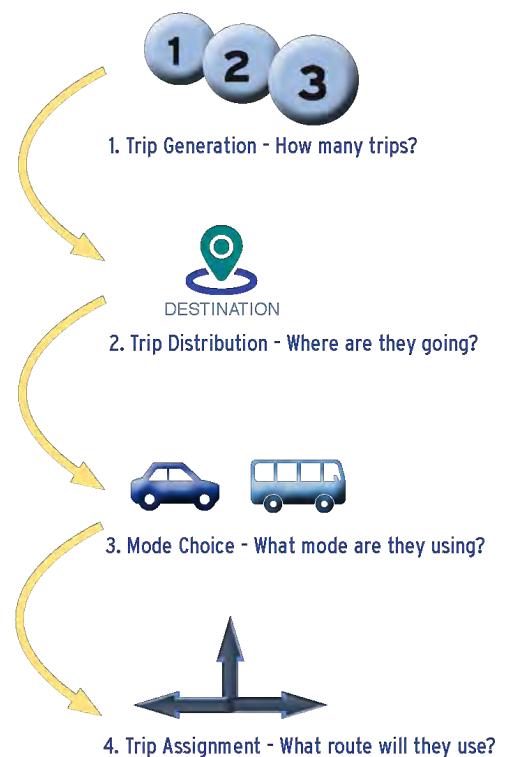 1 2 3
1. Trip Generation - How many trips?
DESTINATION
2. Trip Distribution - Where are they going?
3. Mode Choice - What mode are they using?
4. Trip Assignment - What route will they use?